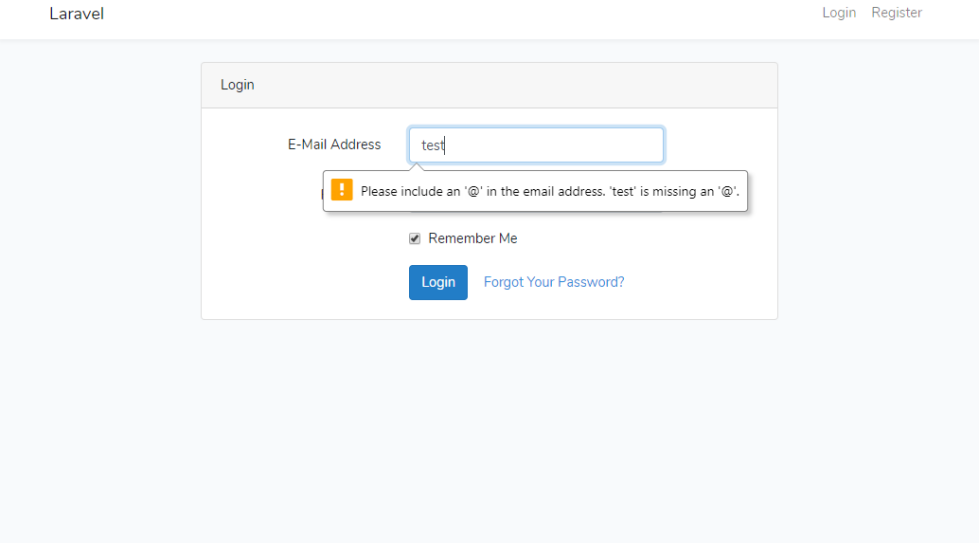 Laravel Login Register
Login
E-Mail Address test
Please include an '@' in the email address. 'test' is missing an '@'.
Remember Me
Login Forgot Your Password?